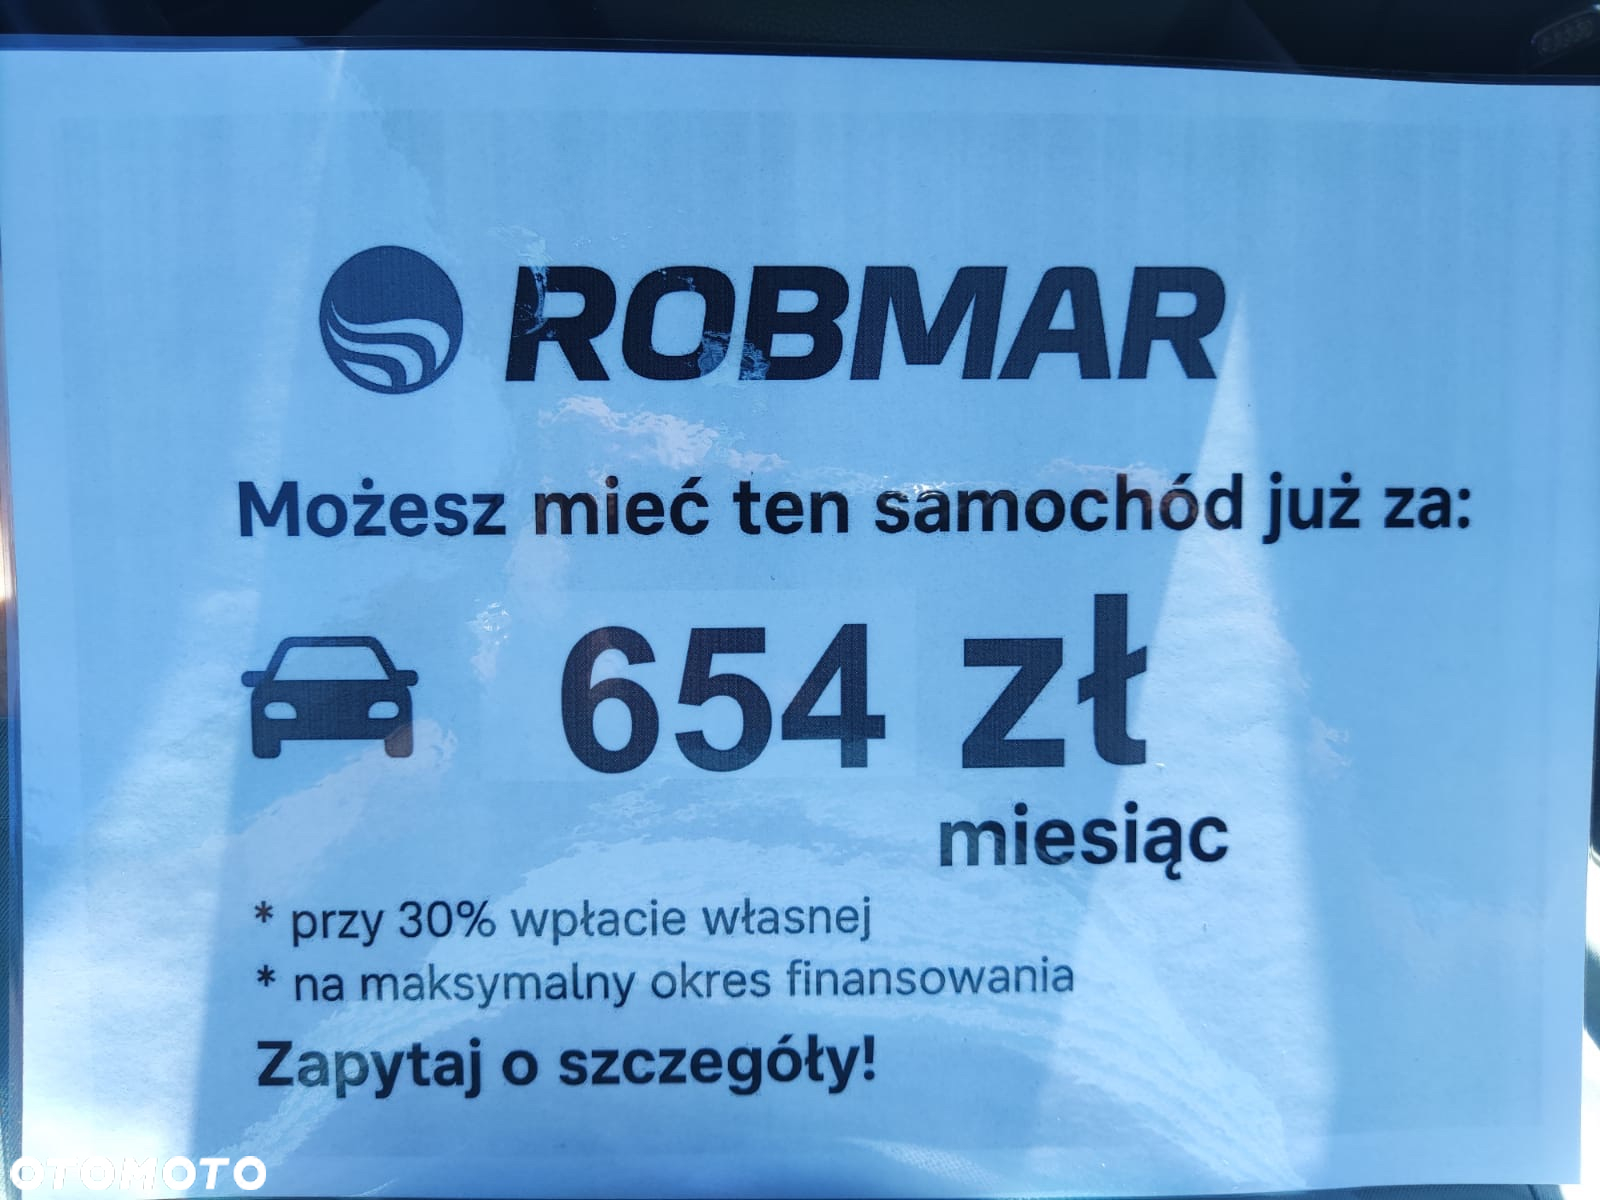 ROBMAR
Możesz mieć ten samochód już za:
654 zł
miesiąc
* przy 30% wpłacie własnej
* na maksymalny okres finansowania
Zapytaj o szczegóły!
OTOMOTO